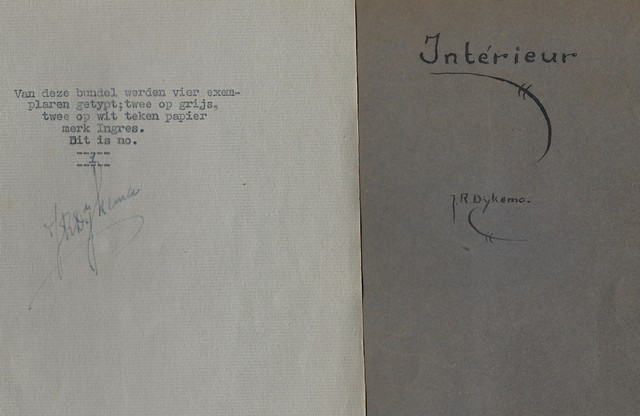 Van deze bundel werden vier exem-
plaren getypt;twee op grijs,
twee op wit teken papier
merk Ingres.
Dit is no.
1
J.R.Dykema
Intérieur
J.R.Dykema.